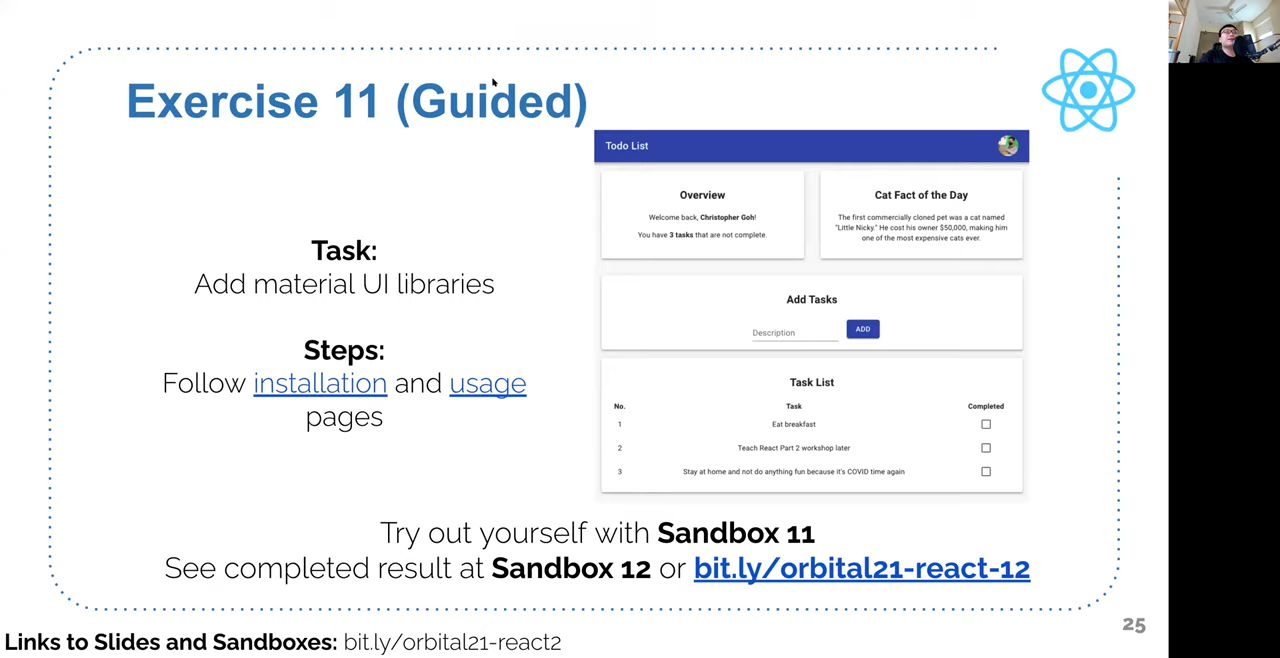 Exercise 11 (Guided)
Task:
Add material UI libraries
Steps:
Follow installation and usage
pages
Todo List
Overview
Welcome back, Christopher Goh!
You have 3 tasks that are not complete.
Cat Fact of the Day
The first commercially cloned pet was a cat named
"Little Nicky." He cost his owner $50,000, making him
one of the most expensive cats ever.
Add Tasks
Description
ADD
Task List
No. Task Completed
1 Eat breakfast
2 Teach React Part 2 workshop later
3 Stay at home and not do anything fun because it's COVID time again
Try out yourself with Sandbox 11
See completed result at Sandbox 12 or bit.ly/orbital21-react-12
25
Links to Slides and Sandboxes: bit.ly/orbital21-react2